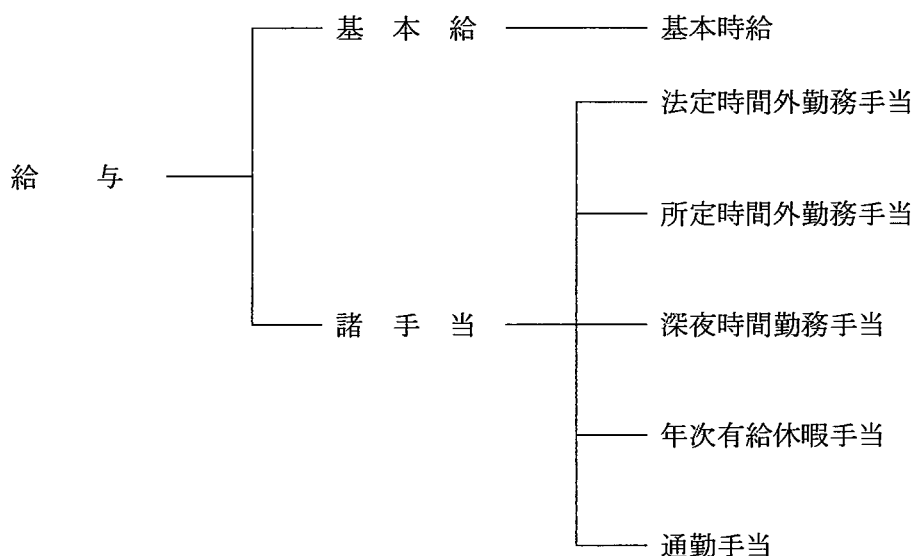 給与
基本給
基本時給
諸手当
法定時間外勤務手当
所定時間外勤務手当
深夜時間勤務手当
年次有給休暇手当
通勤手当